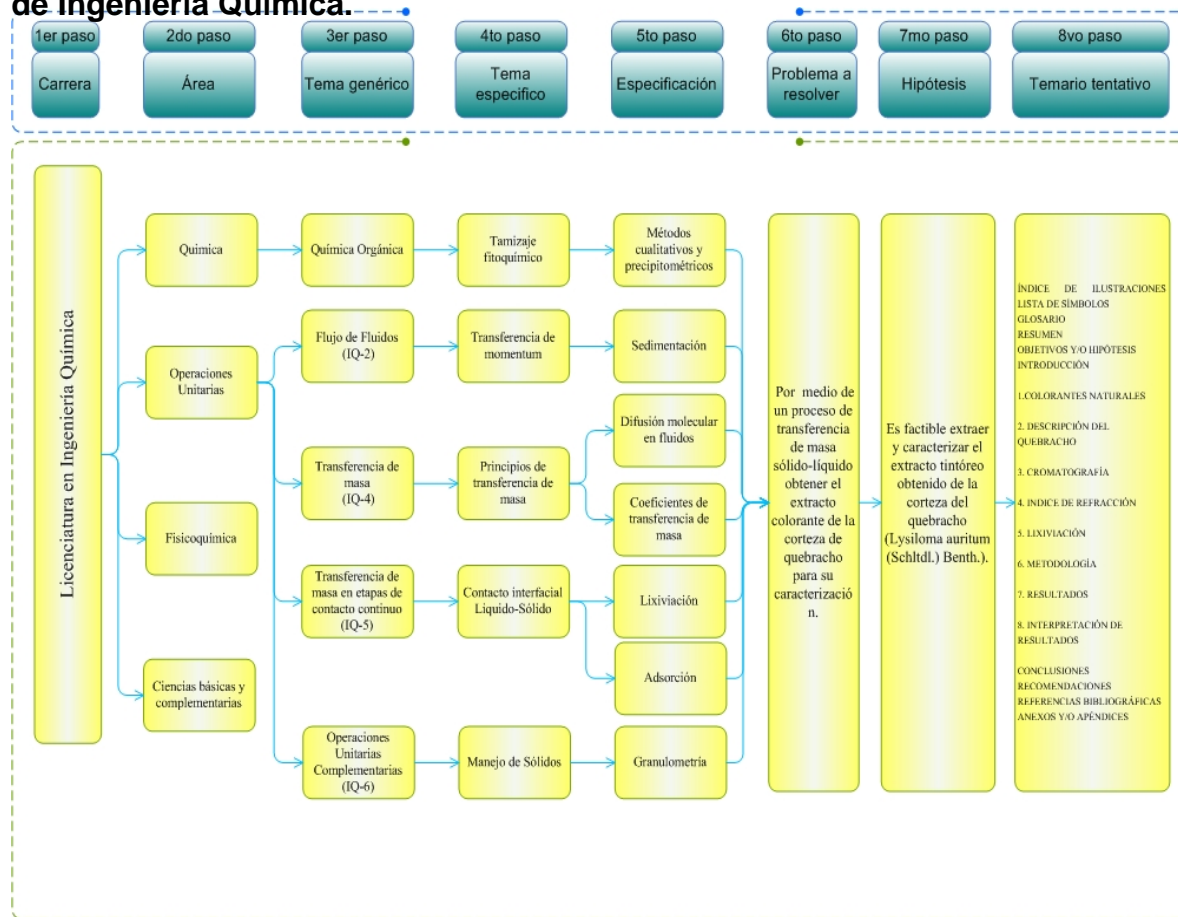 de Ingeniería Química.
1er paso
2do paso
3er paso
4to paso
5to paso
6to paso
7mo paso
8vo paso
Carrera
Área
Tema genérico
Tema
especifico
Especificación
Problema a
resolver
Hipótesis
Temario tentativo
Licenciatura en Ingeniería Química
Quimica
Operaciones
Unitarias
Fisicoquímica
Ciencias básicas y
complementarias
Química Orgánica
Flujo de Fluidos
(IQ-2)
Transferencia de
masa
(IQ-4)
Transferencia de
masa en etapas de
contacto continuo
(IQ-5)
Operaciones
Unitarias
Complementarias
(IQ-6)
Tamizaje
fitoquímico
Transferencia de
momentum
Principios de
transferencia de
masa
Contacto interfacial
Liquido-Sólido
Manejo de Sólidos
Métodos
cualitativos y
precipitométricos
Sedimentación
Difusión molecular
en fluidos
Coeficientes de
transferencia de
masa
Lixiviación
Adsorción
Granulometría
Por medio de
un proceso de
transferencia
de masa
sólido-líquido
obtener el
extracto
colorante de la
corteza de
quebracho
para su
caracterizació
n.
Es factible extraer
y caracterizar el
extracto tintóreo
obtenido de la
corteza del
quebracho
(Lysiloma auritum
(Schltdl.) Benth.).
ÍNDICE DE ILUSTRACIONES
LISTA DE SÍMBOLOS
GLOSARIO
RESUMEN
OBJETIVOS Y/O HIPÓTESIS
INTRODUCCIÓN
1.COLORANTES NATURALES
2. DESCRIPCIÓN DEL
QUEBRACHO
3. CROMATOGRAFÍA
4. INDICE DE REFRACCIÓN
5. LIXIVIACIÓN
6. METODOLOGÍA
7. RESULTADOS
8. INTERPRETACIÓN DE
RESULTADOS
CONCLUSIONES
RECOMENDACIONES
REFERENCIAS BIBLIOGRÁFICAS
ANEXOS Y/O APÉNDICES